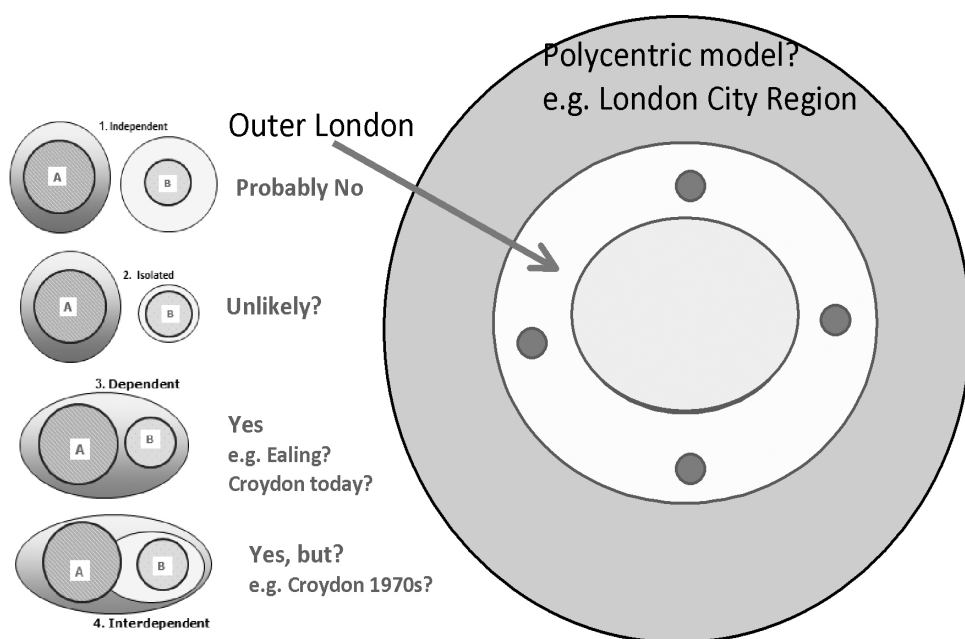 Polycentric model?
e.g. London City Region
Outer London
1. Independent
A
B
Probably No
2. Isolated
A
B
Unlikely?
3. Dependent
A
B
Yes
e.g. Ealing?
Croydon today?
A
B
Yes, but?
e.g. Croydon 1970s?
4. Interdependent